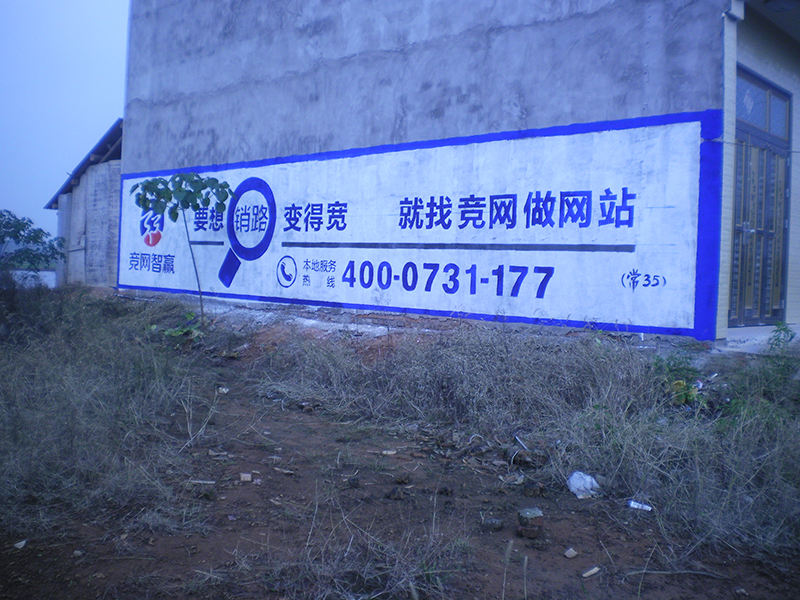 要想销路变得宽 就找竞网做网站
竞网智赢
本地服务
热线
400-0731-177
(常35)